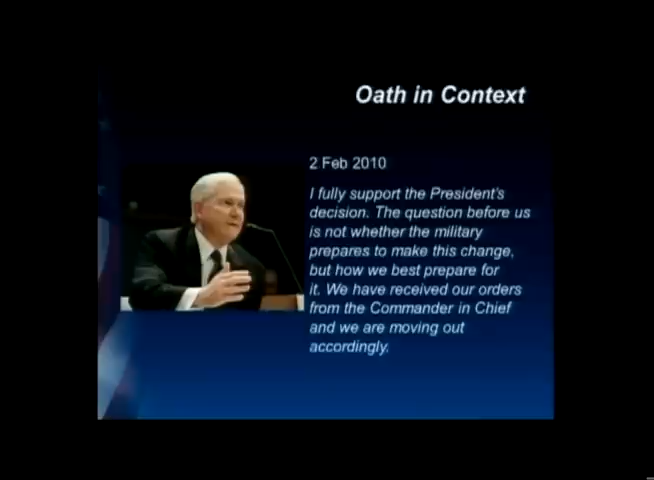 Oath in Context
2 Feb 2010
I fully support the President's
decision. The question before us
is not whether the military
prepares to make this change,
but how we best prepare for
it. We have received our orders
from the Commander in Chief
and we are moving out
accordingly.